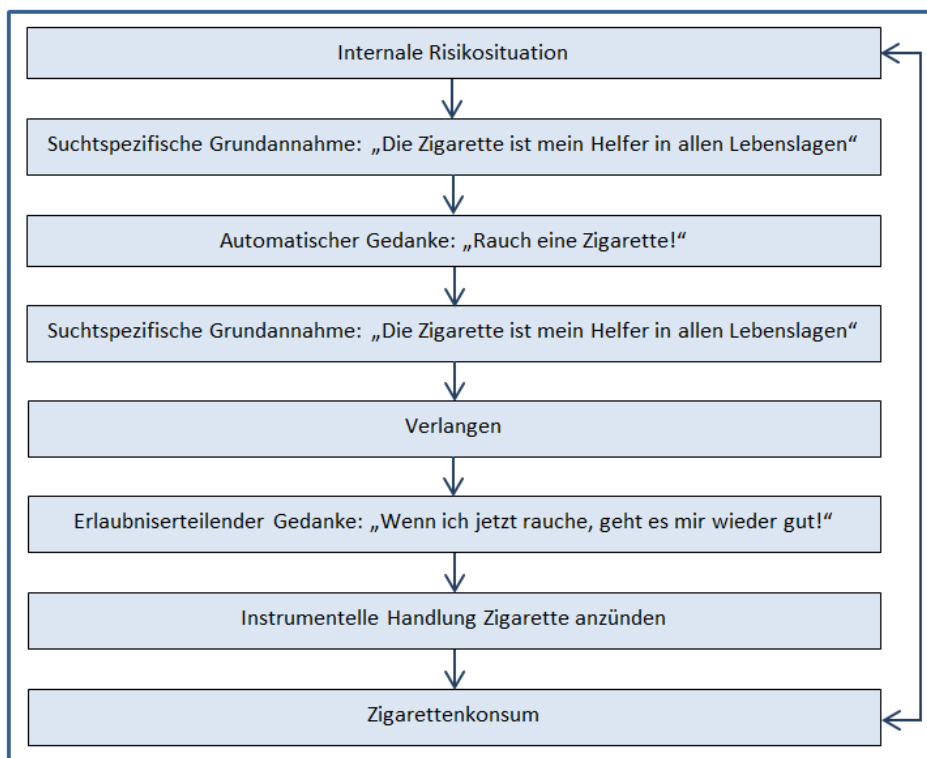 Internale Risikosituation
Suchtspezifische Grundannahme: „Die Zigarette ist mein Helfer in allen Lebenslagen“
Automatischer Gedanke: „Rauch eine Zigarette!“
Suchtspezifische Grundannahme: „Die Zigarette ist mein Helfer in allen Lebenslagen“
Verlangen
Erlaubniserteilender Gedanke: „Wenn ich jetzt rauche, geht es mir wieder gut!“
Instrumentelle Handlung Zigarette anzünden
Zigarettenkonsum